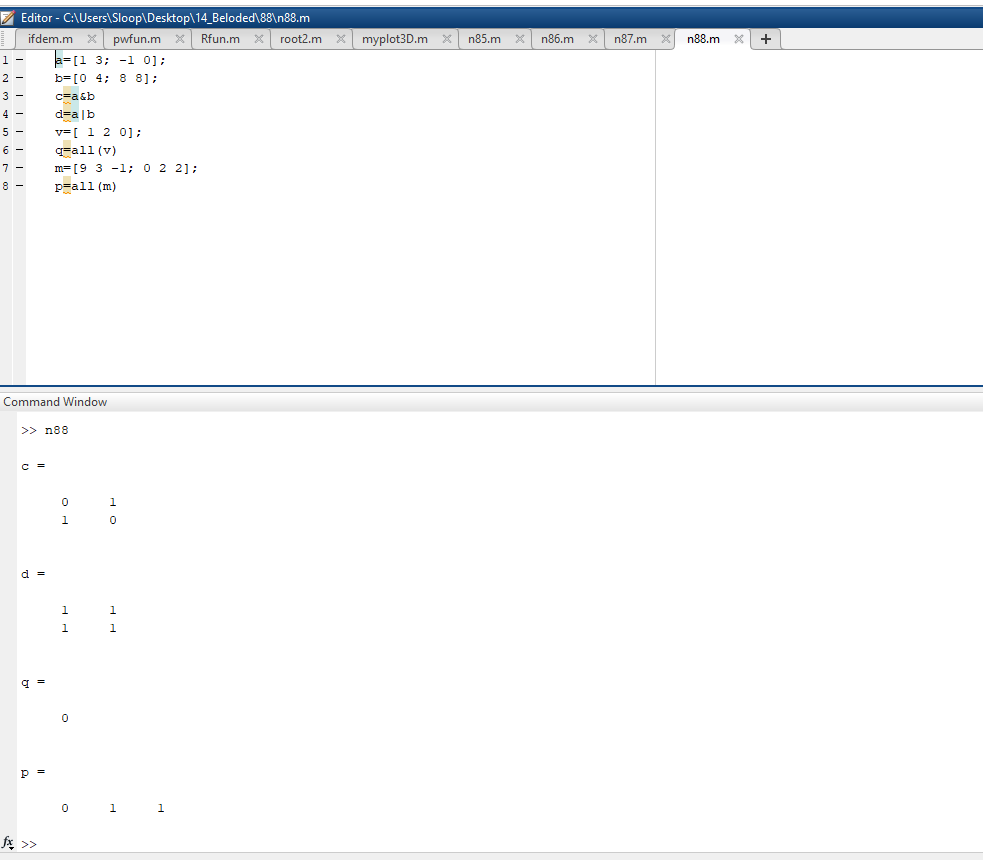 Editor - C:\Users\Sloop\Desktop\14_Beloded\88\n88.m
ifdem.m pwfun.m Rfun.m root2.m myplot3D.m n85.m n86.m n87.m n88.m +
1 - a=[1 3; -1 0];
2 - b=[0 4; 8 8];
3 - c=a&b
4 - d=a|b
5 - v=[ 1 2 0];
6 - q=all(v)
7 - m=[9 3 -1; 0 2 2];
8 - p=all(m)
Command Window
>> n88
c =
0 1
1 0
d =
1 1
1 1
q =
0
p =
0 1 1
fx >>